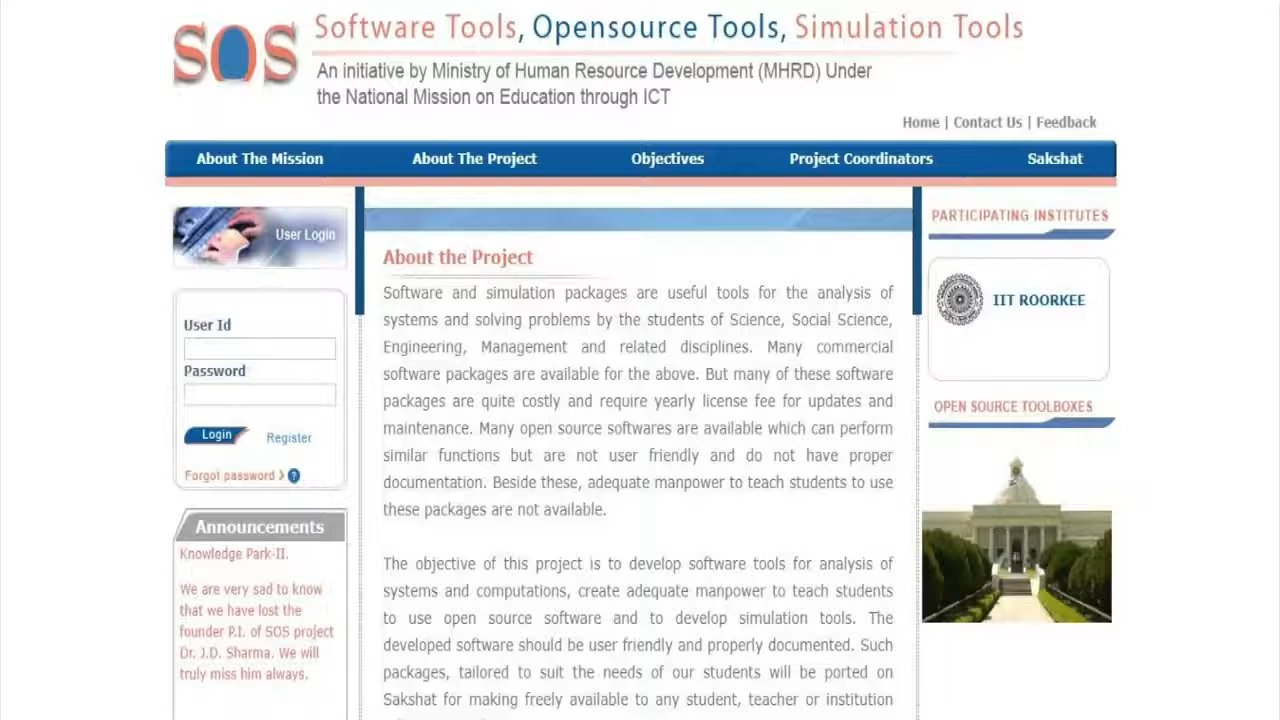 SOS
Software Tools, Opensource Tools, Simulation Tools
An initiative by Ministry of Human Resource Development (MHRD) Under
the National Mission on Education through ICT
Home | Contact Us | Feedback
About The Mission About The Project Objectives Project Coordinators Sakshat
User Login
User Id
Password
Login Register
Forgot password ?
Announcements
Knowledge Park-II.
We are very sad to know
that we have lost the
founder P.I. of SOS project
Dr. J.D. Sharma. We will
truly miss him always.
About the Project
Software and simulation packages are useful tools for the analysis of
systems and solving problems by the students of Science, Social Science,
Engineering, Management and related disciplines. Many commercial
software packages are available for the above. But many of these software
packages are quite costly and require yearly license fee for updates and
maintenance. Many open source softwares are available which can perform
similar functions but are not user friendly and do not have proper
documentation. Beside these, adequate manpower to teach students to use
these packages are not available.
The objective of this project is to develop software tools for analysis of
systems and computations, create adequate manpower to teach students
to use open source software and to develop simulation tools. The
developed software should be user friendly and properly documented. Such
packages, tailored to suit the needs of our students will be ported on
Sakshat for making freely available to any student, teacher or institution
PARTICIPATING INSTITUTES
IIT ROORKEE
OPEN SOURCE TOOLBOXES